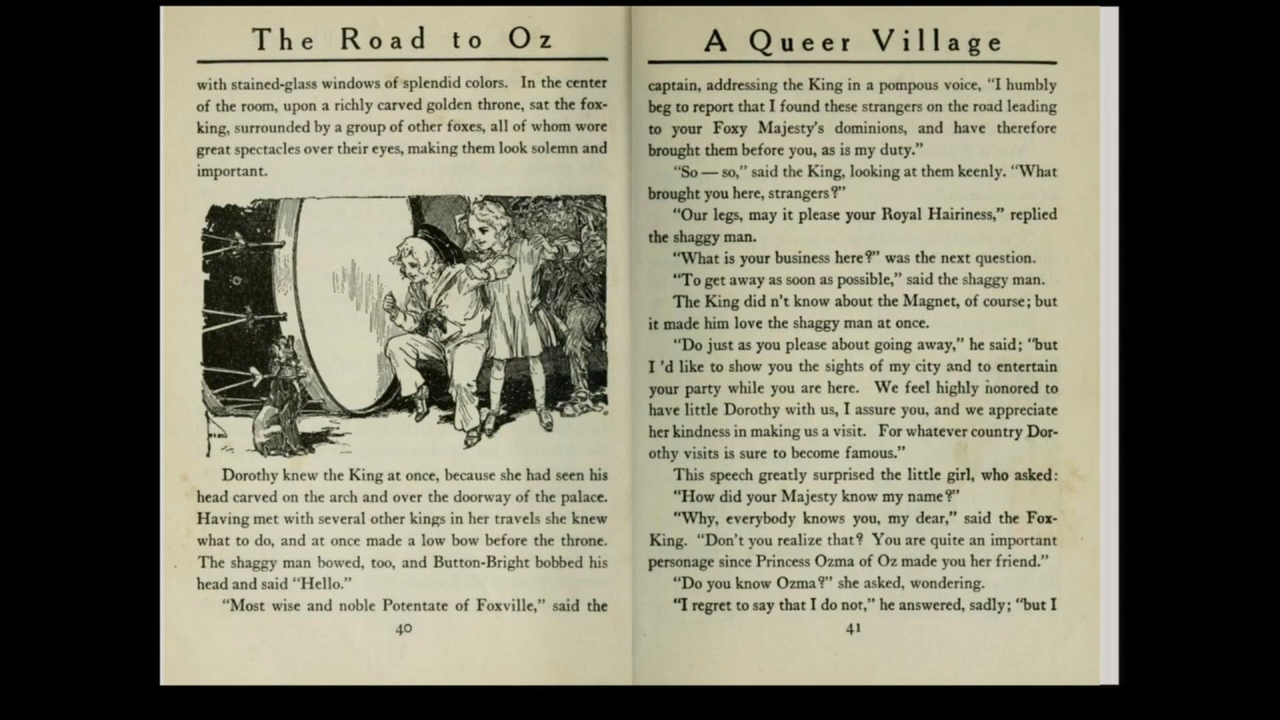 The Road to Oz
with stained-glass windows of splendid colors. In the center
of the room, upon a richly carved golden throne, sat the fox-
king, surrounded by a group of other foxes, all of whom wore
great spectacles over their eyes, making them look solemn and
important.
Dorothy knew the King at once, because she had seen his
head carved on the arch and over the doorway of the palace.
Having met with several other kings in her travels she knew
what to do, and at once made a low bow before the throne.
The shaggy man bowed, too, and Button-Bright bobbed his
head and said “Hello.”
“Most wise and noble Potentate of Foxville,” said the
40
A Queer Village
captain, addressing the King in a pompous voice, “I humbly
beg to report that I found these strangers on the road leading
to your Foxy Majesty’s dominions, and have therefore
brought them before you, as is my duty.”
“So — so,” said the King, looking at them keenly. “What
brought you here, strangers?”
“Our legs, may it please your Royal Hairiness,” replied
the shaggy man.
“What is your business here?” was the next question.
“To get away as soon as possible,” said the shaggy man.
The King did n’t know about the Magnet, of course; but
it made him love the shaggy man at once.
“Do just as you please about going away,” he said; “but
I ’d like to show you the sights of my city and to entertain
your party while you are here. We feel highly honored to
have little Dorothy with us, I assure you, and we appreciate
her kindness in making us a visit. For whatever country Dor-
othy visits is sure to become famous.”
This speech greatly surprised the little girl, who asked:
“How did your Majesty know my name?”
“Why, everybody knows you, my dear,” said the Fox-
King. “Don’t you realize that? You are quite an important
personage since Princess Ozma of Oz made you her friend.”
“Do you know Ozma?” she asked, wondering.
“I regret to say that I do not,” he answered, sadly; “but I
41